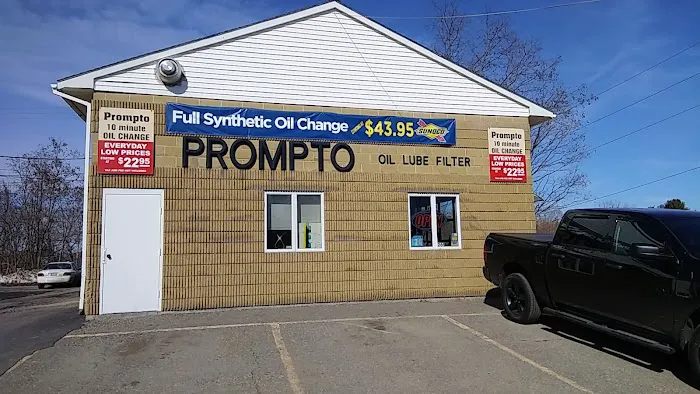 Full Synthetic Oil Change $43.95 SUNOCO
Prompto
10 minute
OIL CHANGE
EVERYDAY
LOW PRICES
$22.95
PROMPTO OIL LUBE FILTER
Prompto
10 minute
OIL CHANGE
EVERYDAY
LOW PRICES
$22.95
OPEN